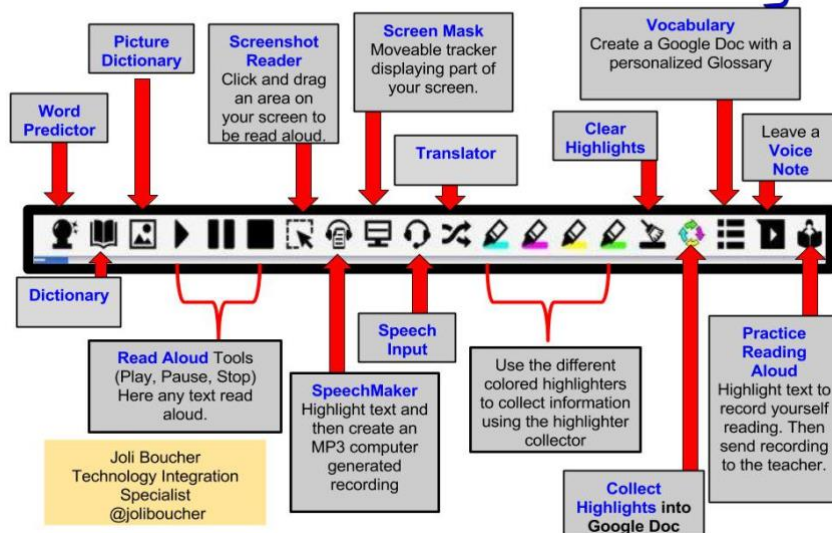 Picture
Dictionary
Screenshot
Reader
Click and drag
an area on
your screen to
be read aloud.
Screen Mask
Moveable tracker
displaying part of
your screen.
Vocabulary
Create a Google Doc with a
personalized Glossary
Word
Predictor
Translator
Clear
Highlights
Leave a
Voice
Note
Dictionary
Read Aloud Tools
(Play, Pause, Stop)
Here any text read
aloud.
SpeechMaker
Highlight text and
then create an
MP3 computer
generated
recording
Speech
Input
Use the different
colored highlighters
to collect information
using the highlighter
collector
Collect
Highlights into
Google Doc
Practice
Reading
Aloud
Highlight text to
record yourself
reading. Then
send recording
to the teacher.
Joli Boucher
Technology Integration
Specialist
@joliboucher